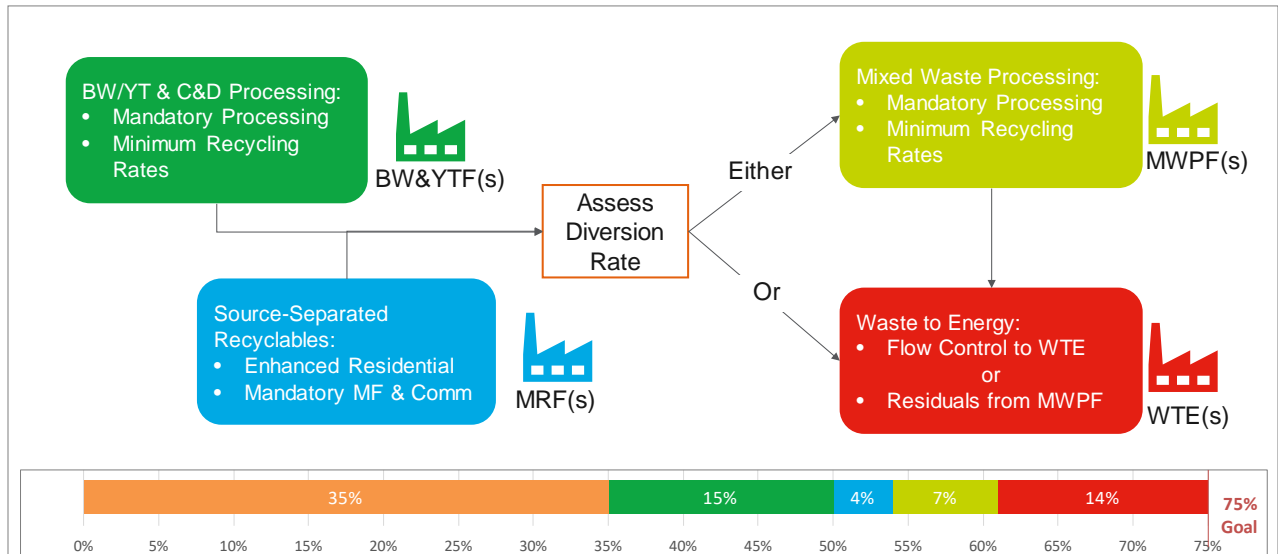 BW/YT & C&D Processing:
• Mandatory Processing
• Minimum Recycling
Rates
BW&YTF(s)
Source-Separated
Recyclables:
• Enhanced Residential
• Mandatory MF & Comm
MRF(s)
Assess
Diversion
Rate
Either
Or
Mixed Waste Processing:
• Mandatory Processing
• Minimum Recycling
Rates
MWPF(s)
Waste to Energy:
• Flow Control to WTE
or
• Residuals from MWPF
WTE(s)
35% 15% 4% 7% 14%
75%
Goal
0% 5% 10% 15% 20% 25% 30% 35% 40% 45% 50% 55% 60% 65% 70% 75%